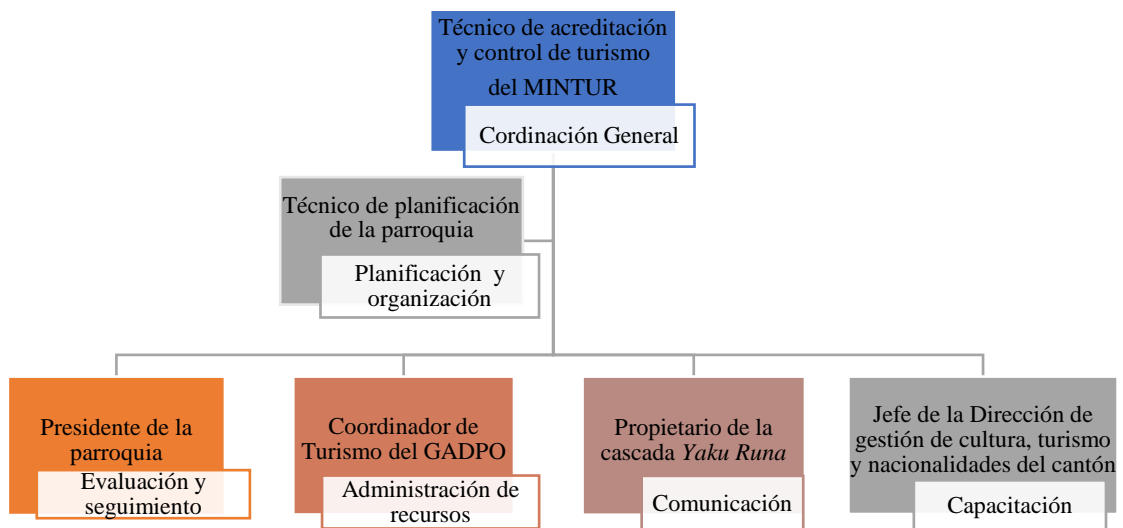 Técnico de acreditación
y control de turismo
del MINTUR
Cordinación General
Técnico de planificación
de la parroquia
Planificación y
organización
Presidente de la
parroquia
Evaluación y
seguimiento
Coordinador de
Turismo del GADPO
Administración de
recursos
Propietario de la
cascada Yaku Runa
Comunicación
Jefe de la Dirección de
gestión de cultura, turismo
y nacionalidades del cantón
Capacitación